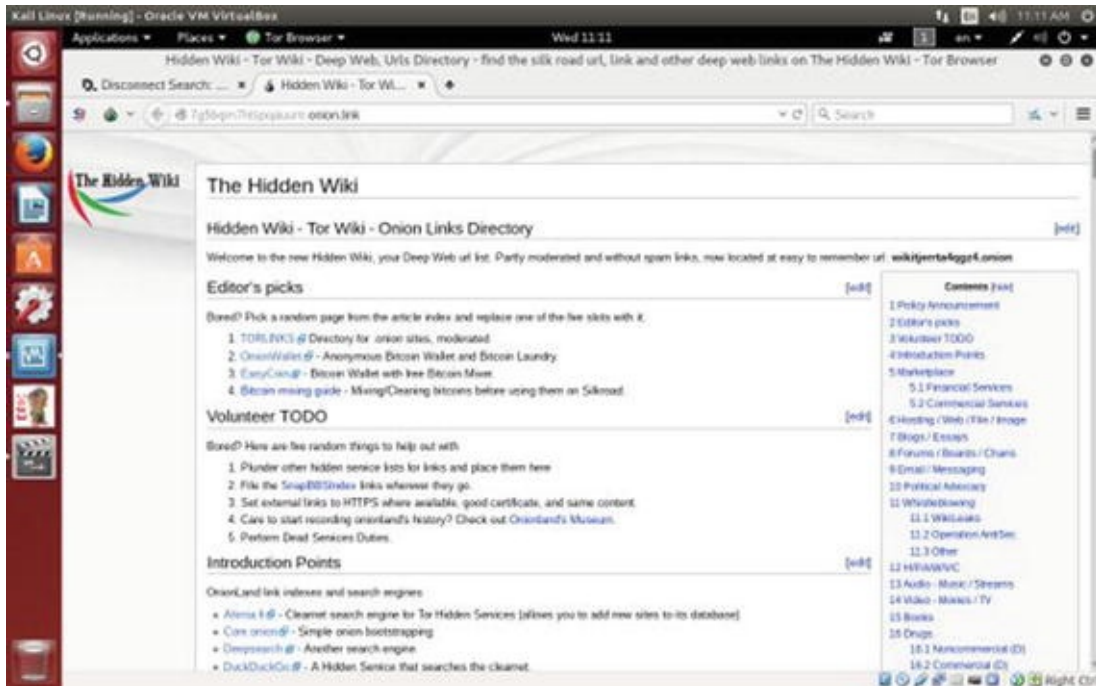 Kali Linux [Running] - Oracle VM VirtualBox
11:11 AM
Applications
Places
Tor Browser
Wed 11:11
1
en
Hidden Wiki - Tor Wiki - Deep Web, Urls Directory - find the silk road url, link and other deep web links on The Hidden Wiki - Tor Browser
Disconnect Search: ...
Hidden Wiki - Tor Wi...
onion.link
Search
The Hidden Wiki
The Hidden Wiki
Hidden Wiki - Tor Wiki - Onion Links Directory
[edit]
Welcome to the new Hidden Wiki, your Deep Web url list. Partly moderated and without spam links, now located at easy to remember url:
Editor's picks
[edit]
Bored? Pick a random page from the article index and replace one of the five slots with it.
1. TORLINKS Directory for .onion sites, moderated.
2. OnionWallet - Anonymous Bitcoin Wallet and Bitcoin Laundry.
3. EasyCoin - Bitcoin Wallet with free Bitcoin Mixer.
4. Bitcoin mixing guide - Mixing/Cleaning bitcoins before using them on Silkroad.
Volunteer TODO
[edit]
Bored? Here are five random things to help out with.
1. Plunder other hidden service lists for links and place them here
2. File the SnapBBSIndex links wherever they go.
3. Set external links to HTTPS where available, good certificate, and same content.
4. Care to start recording onionland's history? Check out Onionland's Museum.
5. Perform Dead Services Duties.
Introduction Points
[edit]
OnionLand link indexes and search engines
Ahmia.fi - Clearnet search engine for Tor Hidden Services (allows you to add new sites to its database)
Core.onion - Simple onion bootstrapping
Deepsearch - Another search engine.
DuckDuckGo - A Hidden Service that searches the clearnet.
Contents [hide]
1 Policy Announcement
2 Editor's picks
3 Volunteer TODO
4 Introduction Points
5 Marketplace
5.1 Financial Services
5.2 Commercial Services
6 Hosting / Web / File / Image
7 Blogs / Essays
8 Forums / Boards / Chans
9 Email / Messaging
10 Political Advocacy
11 Whistleblowing
11.1 WikiLeaks
11.2 Operation AntiSec
11.3 Other
12 H/P/A/W/V/C
13 Audio - Music / Streams
14 Video - Movies / TV
15 Books
16 Drugs
16.1 Noncommercial (D)
16.2 Commercial (D)
Right Ctrl